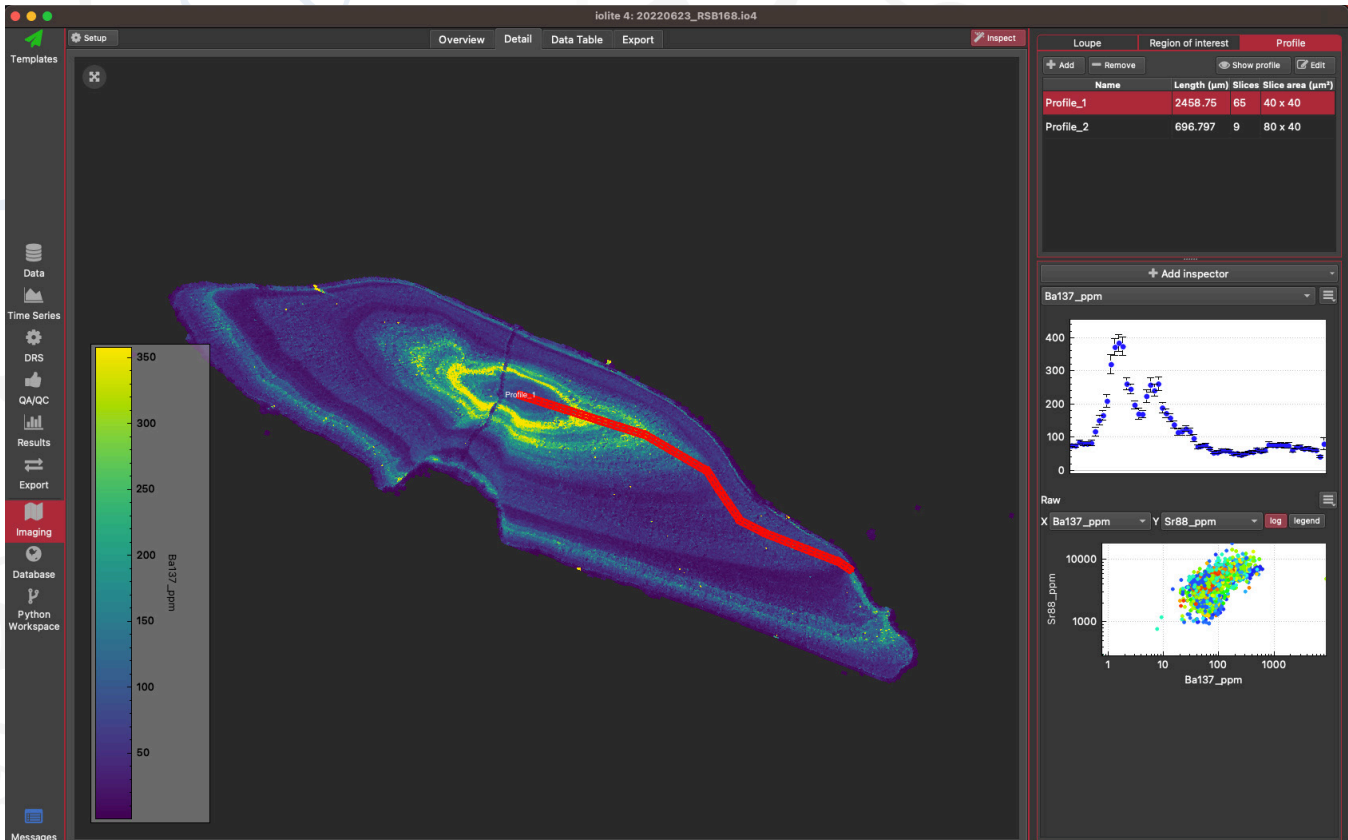 iolite 4: 20220623_RSB168.io4
Templates
Setup
Overview Detail Data Table Export
Inspect
Data
Time Series
DRS
QA/QC
Results
Export
Imaging
Database
Python
Workspace
Messages
Profile_1
350
300
250
200
150
100
50
Ba137_ppm
Loupe Region of interest Profile
Add Remove Show profile Edit
Name Length (µm) Slices Slice area (µm²)
Profile_1 2458.75 65 40 x 40
Profile_2 696.797 9 80 x 40
Add inspector
Ba137_ppm
400
300
200
100
0
Raw
X Ba137_ppm Y Sr88_ppm log legend
10000
1000
Sr88_ppm
1 10 100 1000
Ba137_ppm